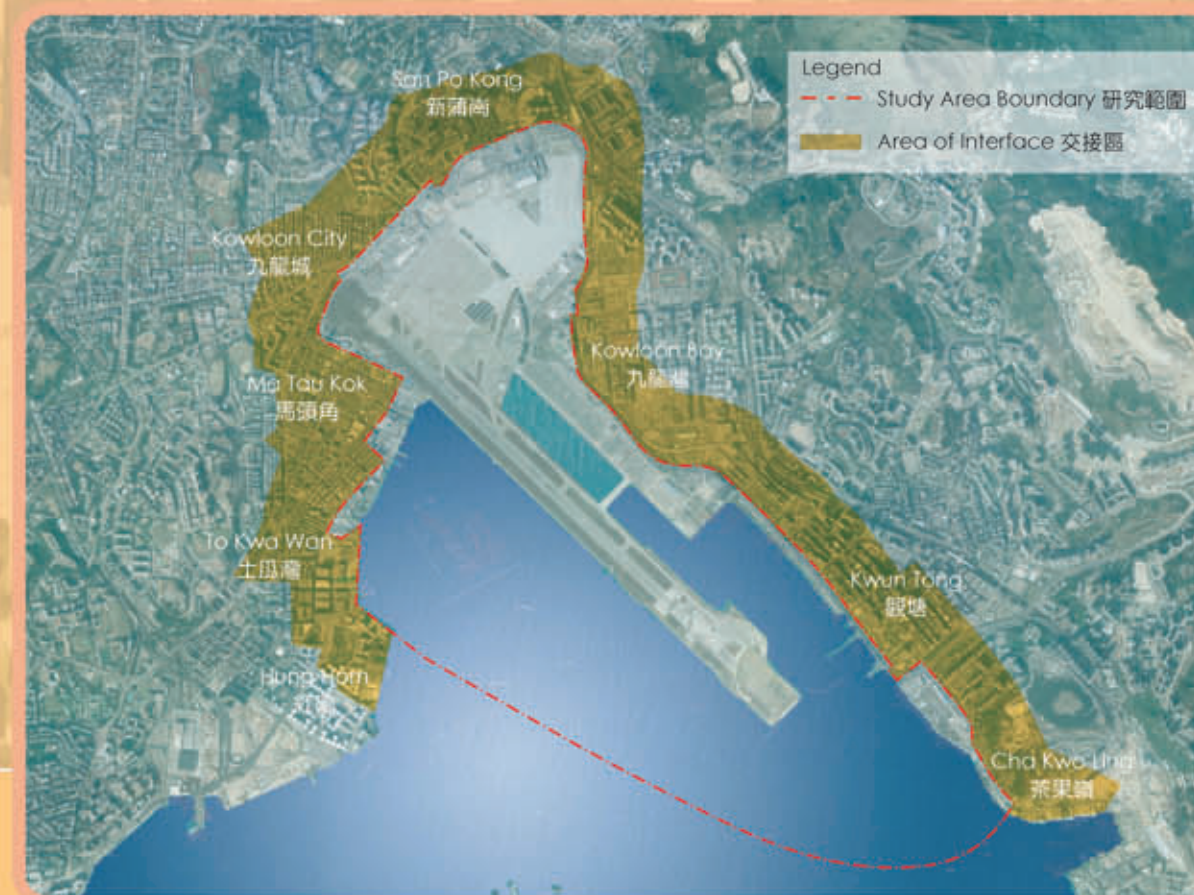 Legend
Study Area Boundary 研究範圍
Area of Interface 交接區
San Po Kong
新蒲崗
Kowloon City
九龍城
Kowloon Bay
九龍灣
Ma Tau Kok
馬頭角
To Kwa Wan
土瓜灣
Kwun Tong
觀塘
Hung Hom
Cha Kwo Ling
茶果嶺